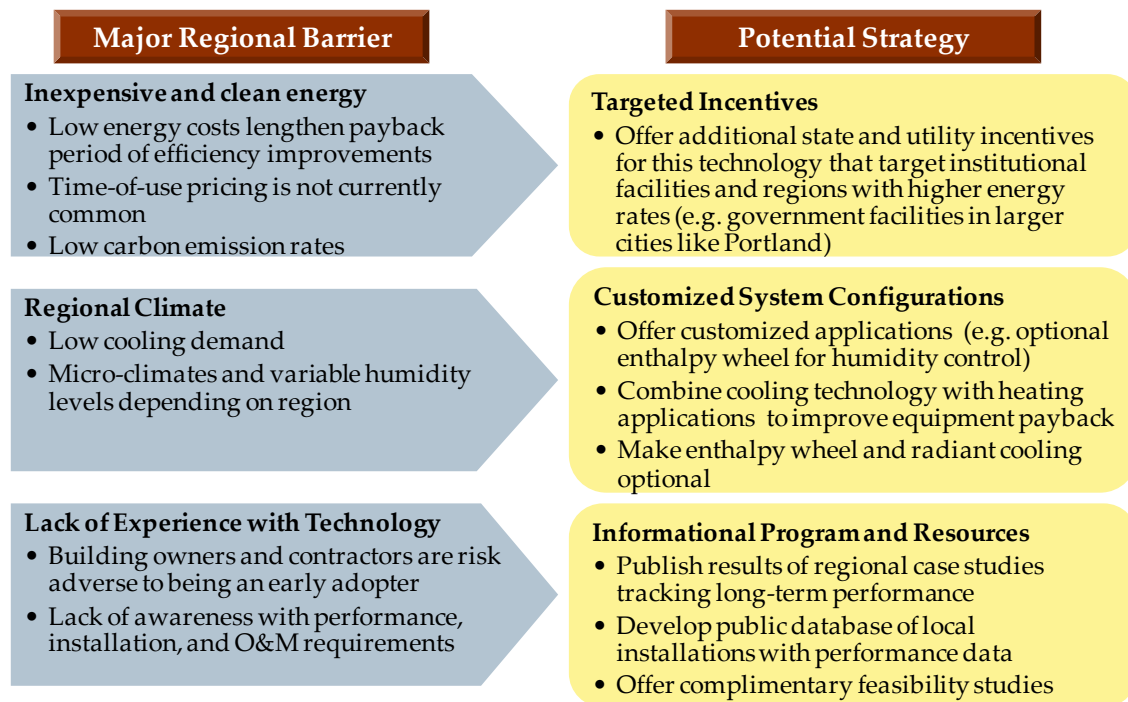 Major Regional Barrier
Potential Strategy
Inexpensive and clean energy
• Low energy costs lengthen payback
period of efficiency improvements
• Time-of-use pricing is not currently
common
• Low carbon emission rates
Targeted Incentives
• Offer additional state and utility incentives
for this technology that target institutional
facilities and regions with higher energy
rates (e.g. government facilities in larger
cities like Portland)
Regional Climate
• Low cooling demand
• Micro-climates and variable humidity
levels depending on region
Customized System Configurations
• Offer customized applications (e.g. optional
enthalpy wheel for humidity control)
• Combine cooling technology with heating
applications to improve equipment payback
• Make enthalpy wheel and radiant cooling
optional
Lack of Experience with Technology
• Building owners and contractors are risk
adverse to being an early adopter
• Lack of awareness with performance,
installation, and O&M requirements
Informational Program and Resources
• Publish results of regional case studies
tracking long-term performance
• Develop public database of local
installations with performance data
• Offer complimentary feasibility studies